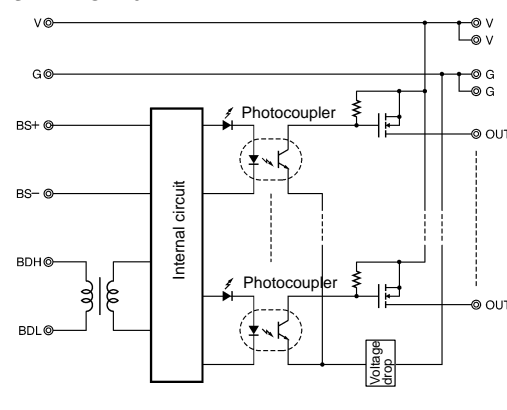 V
V
V
G
G
G
Photocoupler
BS+
OUT
BS−
Internal circuit
BDH
Photocoupler
BDL
OUT
Voltage
drop